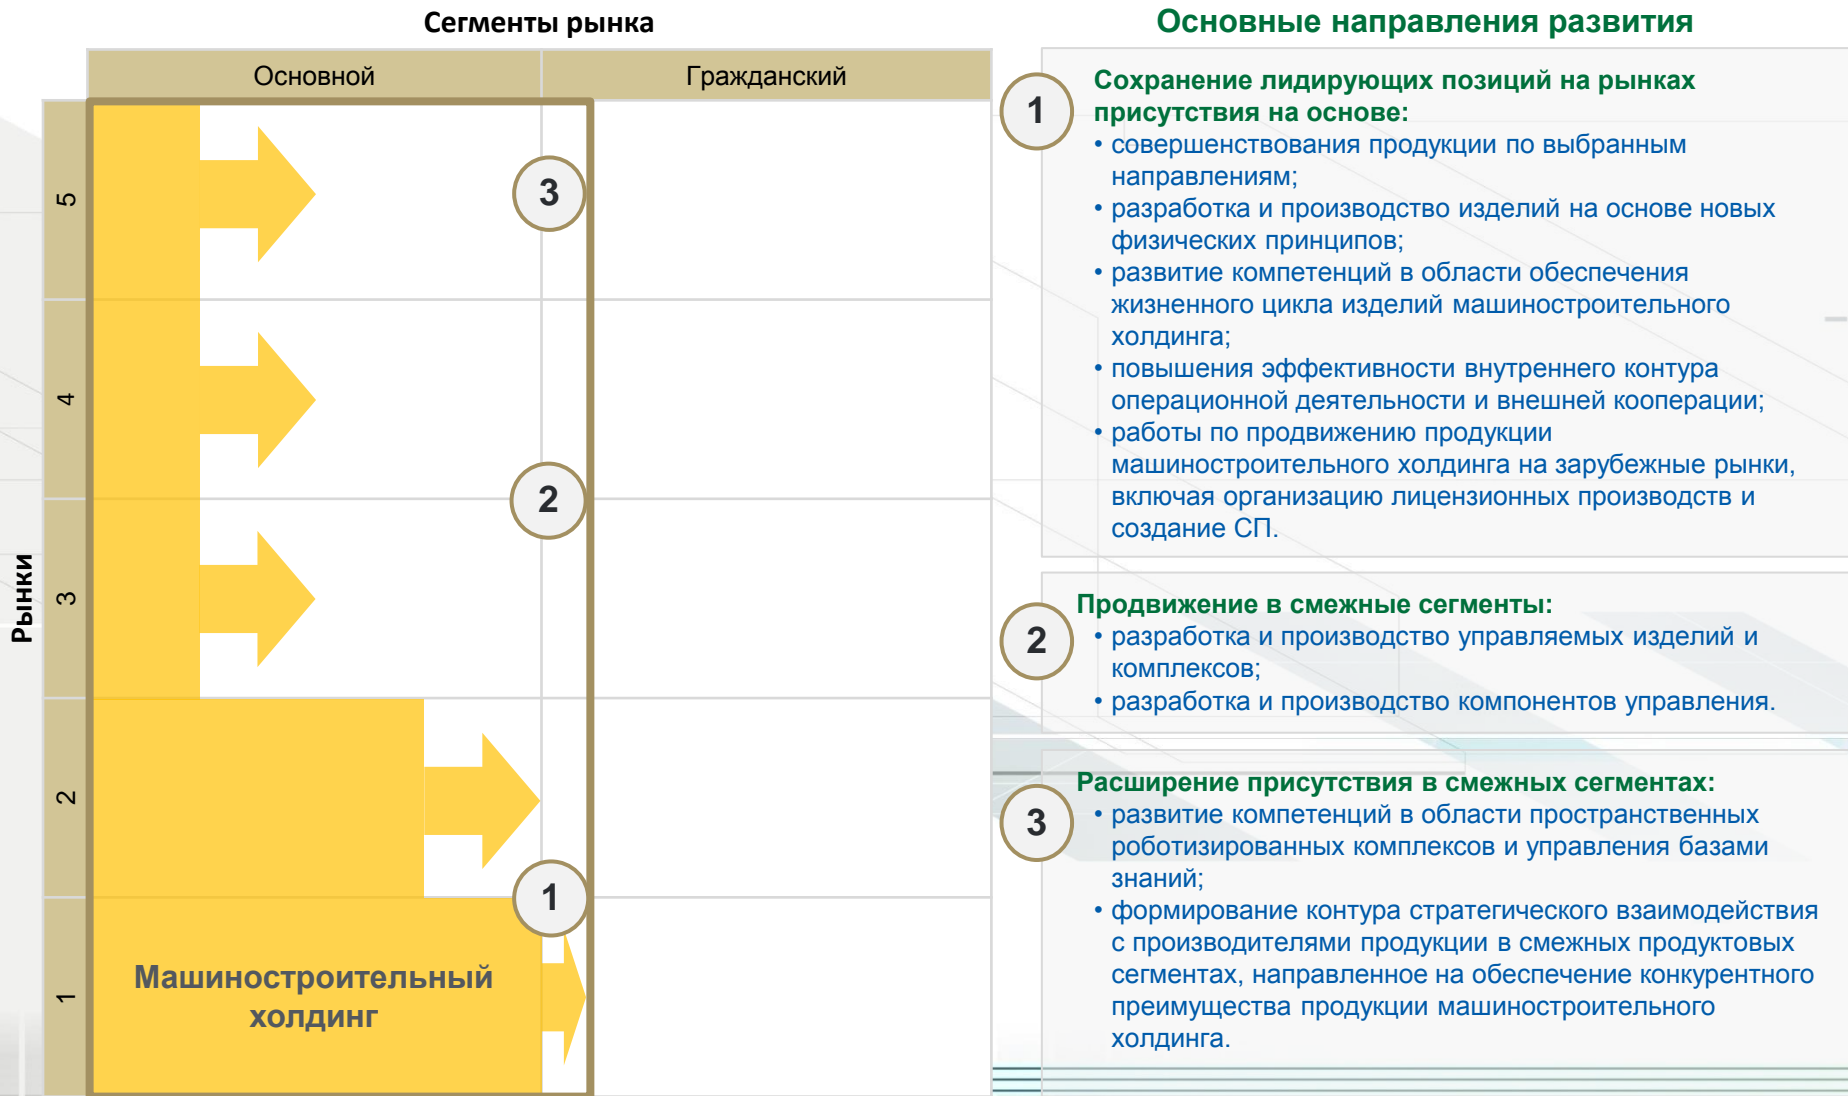 Сегменты рынка
Основной
Гражданский
Рынки
5
4
3
2
1
3
2
1
Машиностроительный
холдинг
Основные направления развития
1
Сохранение лидирующих позиций на рынках
присутствия на основе:
• совершенствования продукции по выбранным
направлениям;
• разработка и производство изделий на основе новых
физических принципов;
• развитие компетенций в области обеспечения
жизненного цикла изделий машиностроительного
холдинга;
• повышения эффективности внутреннего контура
операционной деятельности и внешней кооперации;
• работы по продвижению продукции
машиностроительного холдинга на зарубежные рынки,
включая организацию лицензионных производств и
создание СП.
2
Продвижение в смежные сегменты:
• разработка и производство управляемых изделий и
комплексов;
• разработка и производство компонентов управления.
3
Расширение присутствия в смежных сегментах:
• развитие компетенций в области пространственных
роботизированных комплексов и управления базами
знаний;
• формирование контура стратегического взаимодействия
с производителями продукции в смежных продуктовых
сегментах, направленное на обеспечение конкурентного
преимущества продукции машиностроительного
холдинга.